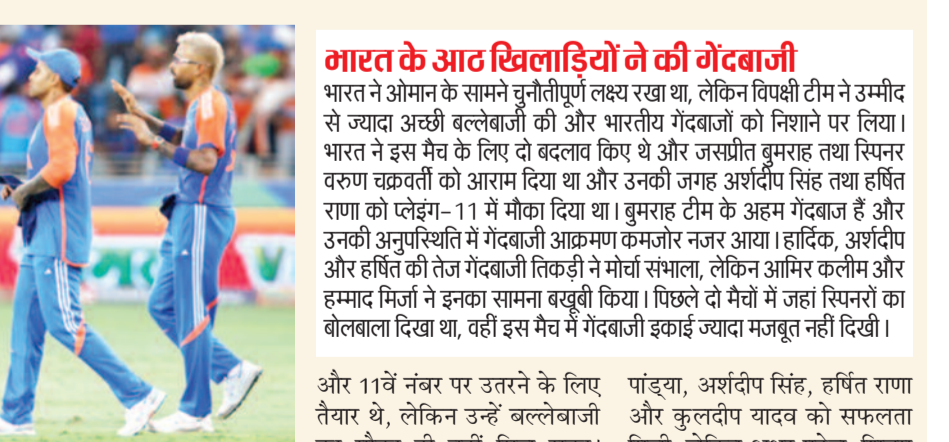 भारत के आठ खिलाड़ियों ने की गेंदबाजी
भारत ने ओमान के सामने चुनौतीपूर्ण लक्ष्य रखा था, लेकिन विपक्षी टीम ने उम्मीद
से ज्यादा अच्छी बल्लेबाजी की और भारतीय गेंदबाजों को निशाने पर लिया।
भारत ने इस मैच के लिए दो बदलाव किए थे और जसप्रीत बुमराह तथा स्पिनर
वरुण चक्रवर्ती को आराम दिया था और उनकी जगह अर्शदीप सिंह तथा हर्षित
राणा को प्लेइंग-11 में मौका दिया था। बुमराह टीम के अहम गेंदबाज हैं और
उनकी अनुपस्थिति में गेंदबाजी आक्रमण कमजोर नजर आया। हार्दिक, अर्शदीप
और हर्षित की तेज गेंदबाजी तिकड़ी ने मोर्चा संभाला, लेकिन आमिर कलीम और
हम्माद मिर्जा ने इनका सामना बखूबी किया। पिछले दो मैचों में जहां स्पिनरों का
बोलबाला दिखा था, वहीं इस मैच में गेंदबाजी इकाई ज्यादा मजबूत नहीं दिखी।
और 11वें नंबर पर उतरने के लिए
तैयार थे, लेकिन उन्हें बल्लेबाजी
पांड्या, अर्शदीप सिंह, हर्षित राणा
और कुलदीप यादव को सफलता